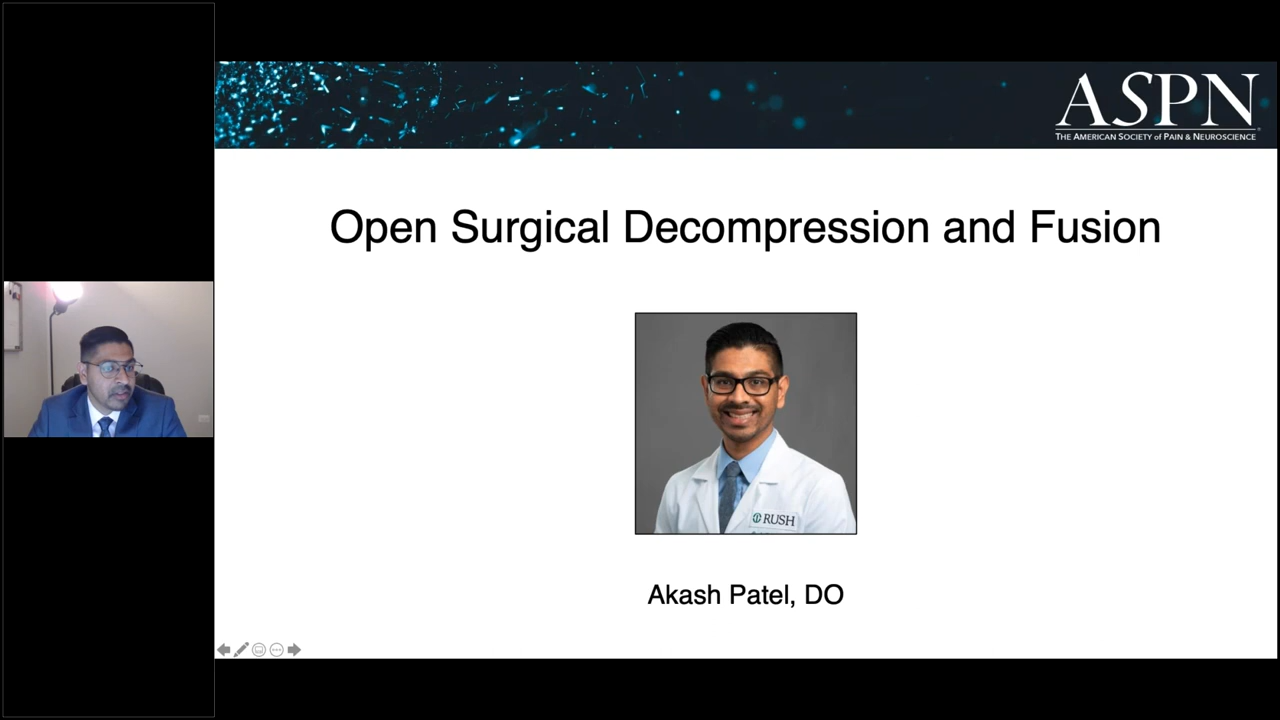 ASPN
THE AMERICAN SOCIETY of PAIN & NEUROSCIENCE
Open Surgical Decompression and Fusion
RUSH
Akash Patel, DO